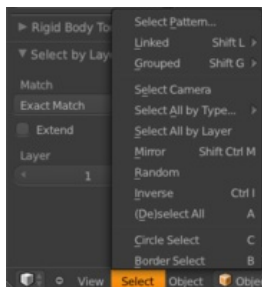 Rigid Body To
Select by Lay
Match
Exact Match
Extend
Layer
1
Select Pattern...
Linked Shift L
Grouped Shift G
Select Camera
Select All by Type...
Select All by Layer
Mirror Shift Ctrl M
Random
Inverse Ctrl I
(De)select All A
Circle Select C
Border Select B
View Select Object Obje